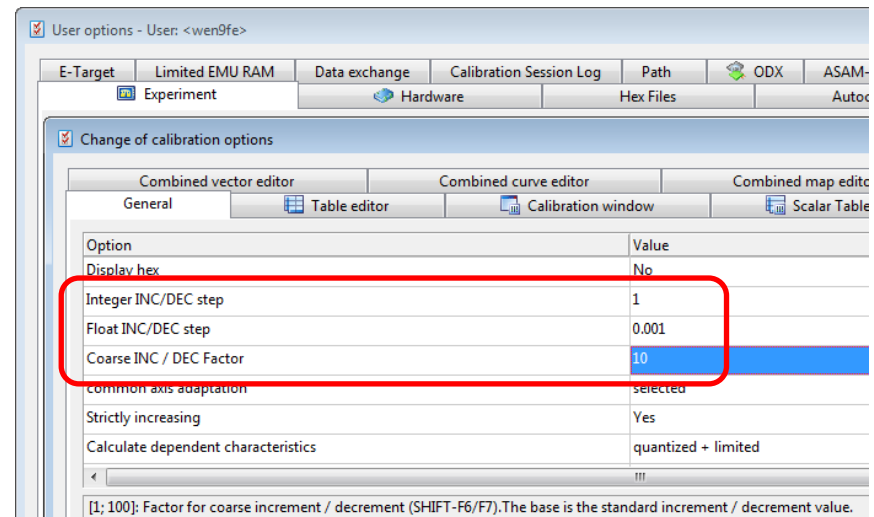 User options - User: <wen9fe>
E-Target Limited EMU RAM Data exchange Calibration Session Log Path ODX ASAM-
Experiment Hardware Hex Files Autoc
Change of calibration options
Combined vector editor Combined curve editor Combined map edito
General Table editor Calibration window Scalar Table
Option Value
Display hex No
Integer INC/DEC step 1
Float INC/DEC step 0.001
Coarse INC / DEC Factor 10
common axis adaptation selected
Strictly increasing Yes
Calculate dependent characteristics quantized + limited
[1; 100]: Factor for coarse increment / decrement (SHIFT-F6/F7).The base is the standard increment / decrement value.